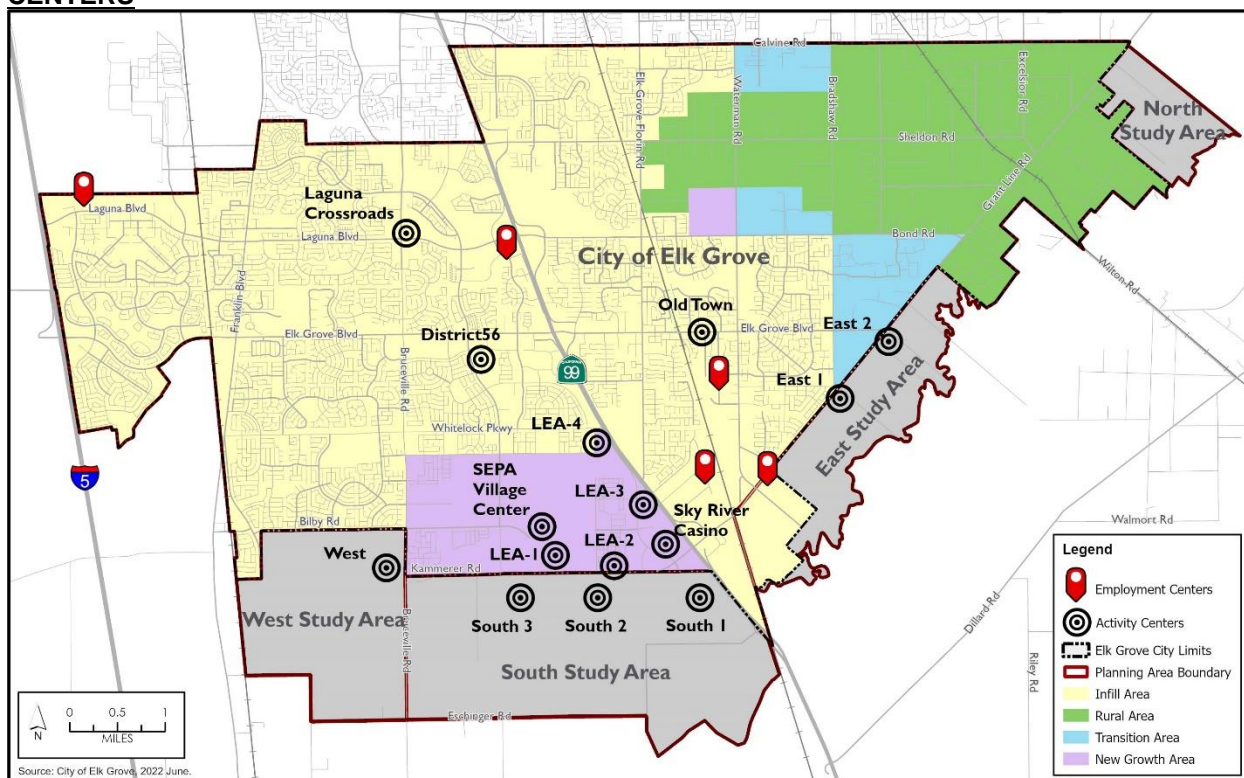 CENTERS
Calvine Rd
Elk Grove Florin Rd
Waterman Rd
Bradshaw Rd
Excelsior Rd
North
Study Area
Sheldon Rd
Grant Line Rd
Laguna Blvd
Laguna
Crossroads
Laguna Blvd
Bond Rd
City of Elk Grove
Wilton Rd
Franklin Blvd
Old Town
Elk Grove Blvd
East 2
Elk Grove Blvd
District56
CALIFORNIA
99
Bruceville Rd
East 1
East Study Area
Whitelock Pkwy
LEA-4
5
SEPA
Village
Center
LEA-3
Sky River
Casino
Walmort Rd
Bilby Rd
West
LEA-1
LEA-2
Kammerer Rd
West Study Area
Bruceville Rd
South 3
South 2
South 1
Dillard Rd
South Study Area
Riley Rd
Eschinger Rd
Legend
Employment Centers
Activity Centers
Elk Grove City Limits
Planning Area Boundary
Infill Area
Rural Area
Transition Area
New Growth Area
N
0 0.5 1
MILES
Source: City of Elk Grove, 2022 June.